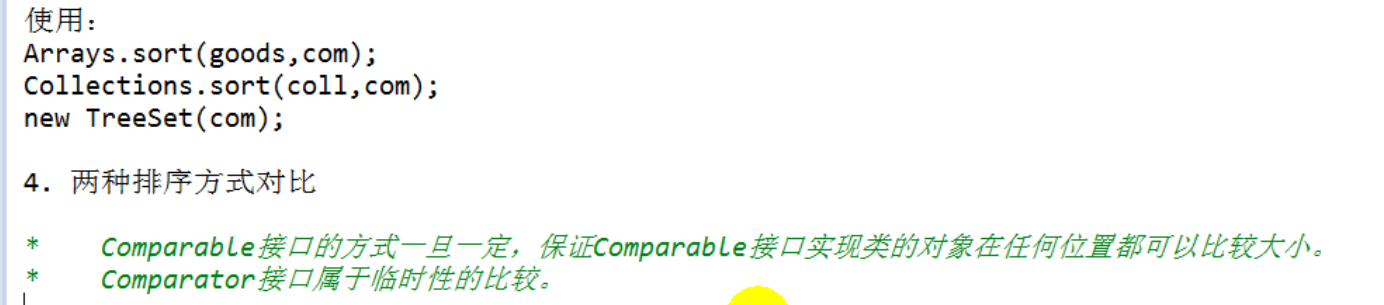 使用：
Arrays.sort(goods,com);
Collections.sort(coll,com);
new TreeSet(com);
4. 两种排序方式对比
* Comparable接口的方式一旦一定，保证Comparable接口实现类的对象在任何位置都可以比较大小。
* Comparator接口属于临时性的比较。